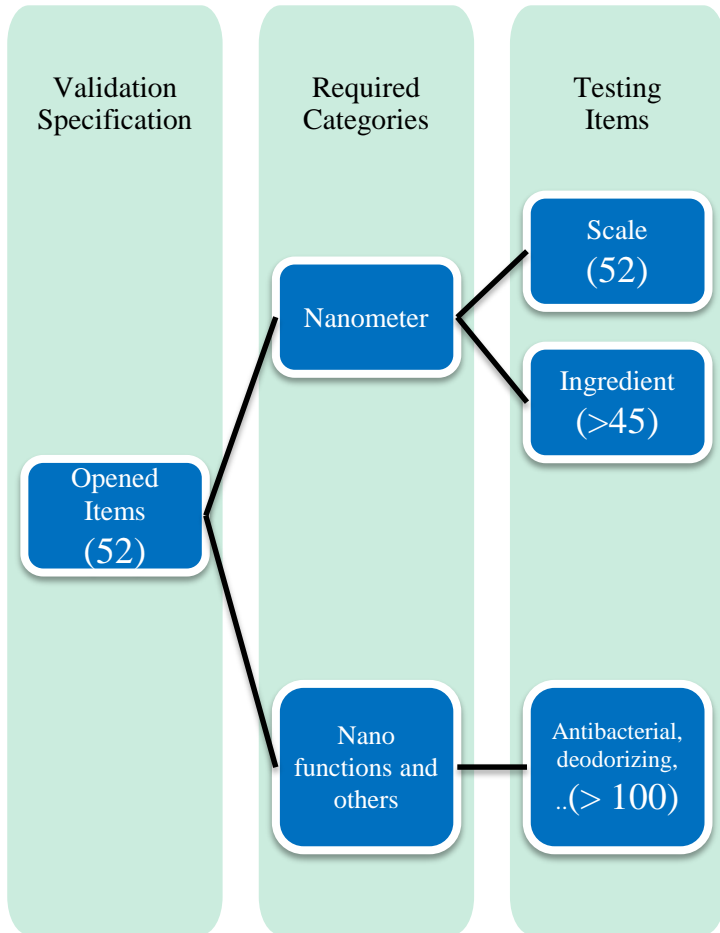 Validation
Specification
Required
Categories
Testing
Items
Opened
Items
(52)
Nanometer
Nano
functions and
others
Scale
(52)
Ingredient
(>45)
Antibacterial,
deodorizing,
..(> 100)